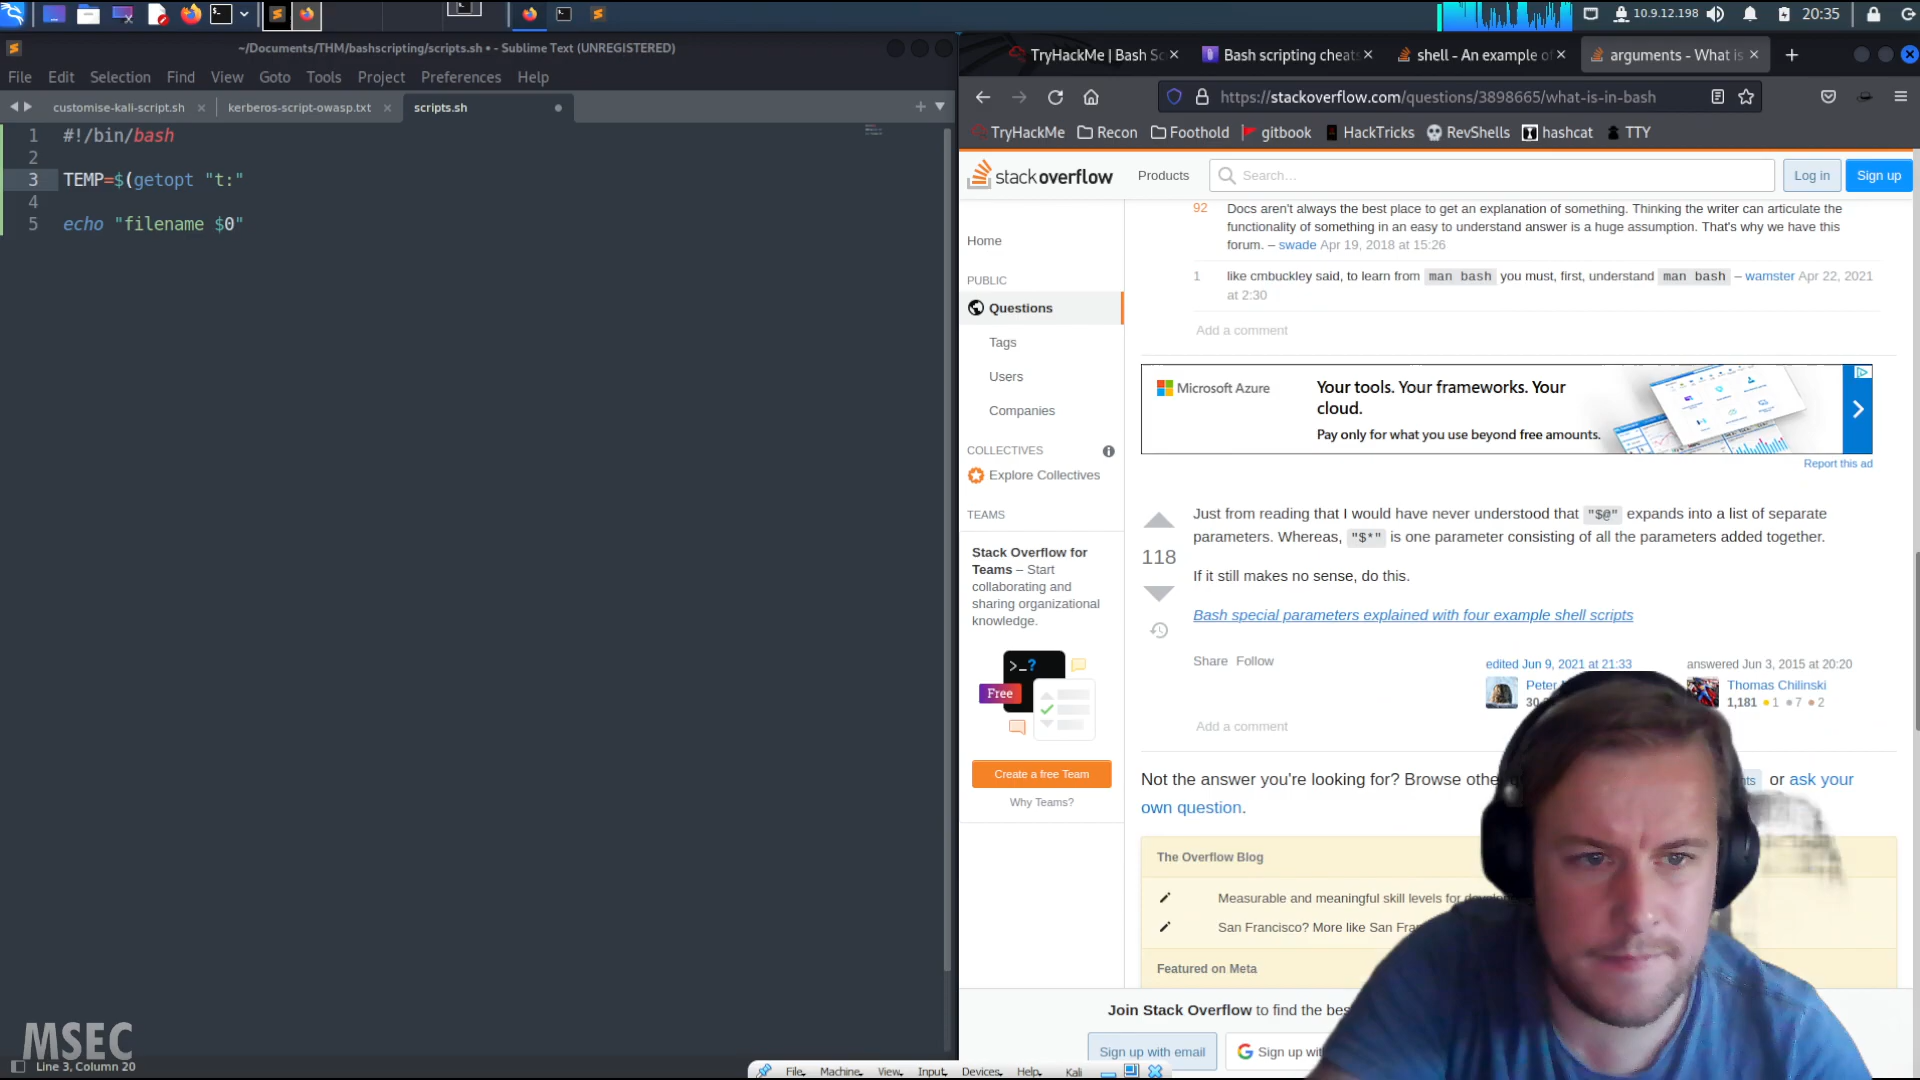 10.9.12.198
20:35
~/Documents/THM/bashscripting/scripts.sh • - Sublime Text (UNREGISTERED)
File Edit Selection Find View Goto Tools Project Preferences Help
customise-kali-script.sh
kerberos-script-owasp.txt
scripts.sh
1 #!/bin/bash
2
3 TEMP=$(getopt "t:"
4
5 echo "filename $0"
MSEC
Line 3, Column 20
TryHackMe | Bash Sc
Bash scripting cheats
shell - An example of
arguments - What is
https://stackoverflow.com/questions/3898665/what-is-in-bash
TryHackMe Recon Foothold gitbook HackTricks RevShells hashcat TTY
stackoverflow
Products
Search...
Log in
Sign up
Home
PUBLIC
Questions
Tags
Users
Companies
COLLECTIVES
Explore Collectives
TEAMS
Stack Overflow for
Teams – Start
collaborating and
sharing organizational
knowledge.
>_?
Free
Create a free Team
Why Teams?
92 Docs aren't always the best place to get an explanation of something. Thinking the writer can articulate the
functionality of something in an easy to understand answer is a huge assumption. That's why we have this
forum. – swade Apr 19, 2018 at 15:26
1 like cmbuckley said, to learn from man bash you must, first, understand man bash – wamster Apr 22, 2021
at 2:30
Add a comment
Microsoft Azure
Your tools. Your frameworks. Your
cloud.
Pay only for what you use beyond free amounts.
Report this ad
118
Just from reading that I would have never understood that "$@" expands into a list of separate
parameters. Whereas, "$*" is one parameter consisting of all the parameters added together.
If it still makes no sense, do this.
Bash special parameters explained with four example shell scripts
Share Follow
edited Jun 9, 2021 at 21:33
Peter
answered Jun 3, 2015 at 20:20
Thomas Chilinski
1,181 1 7 2
Add a comment
Not the answer you're looking for? Browse or ask your
own question.
The Overflow Blog
Measurable and meaningful skill levels for
San Francisco? More like San
Featured on Meta
Join Stack Overflow to find the
Sign up with email
Sign up
File Machine View Input Devices Help
Kali